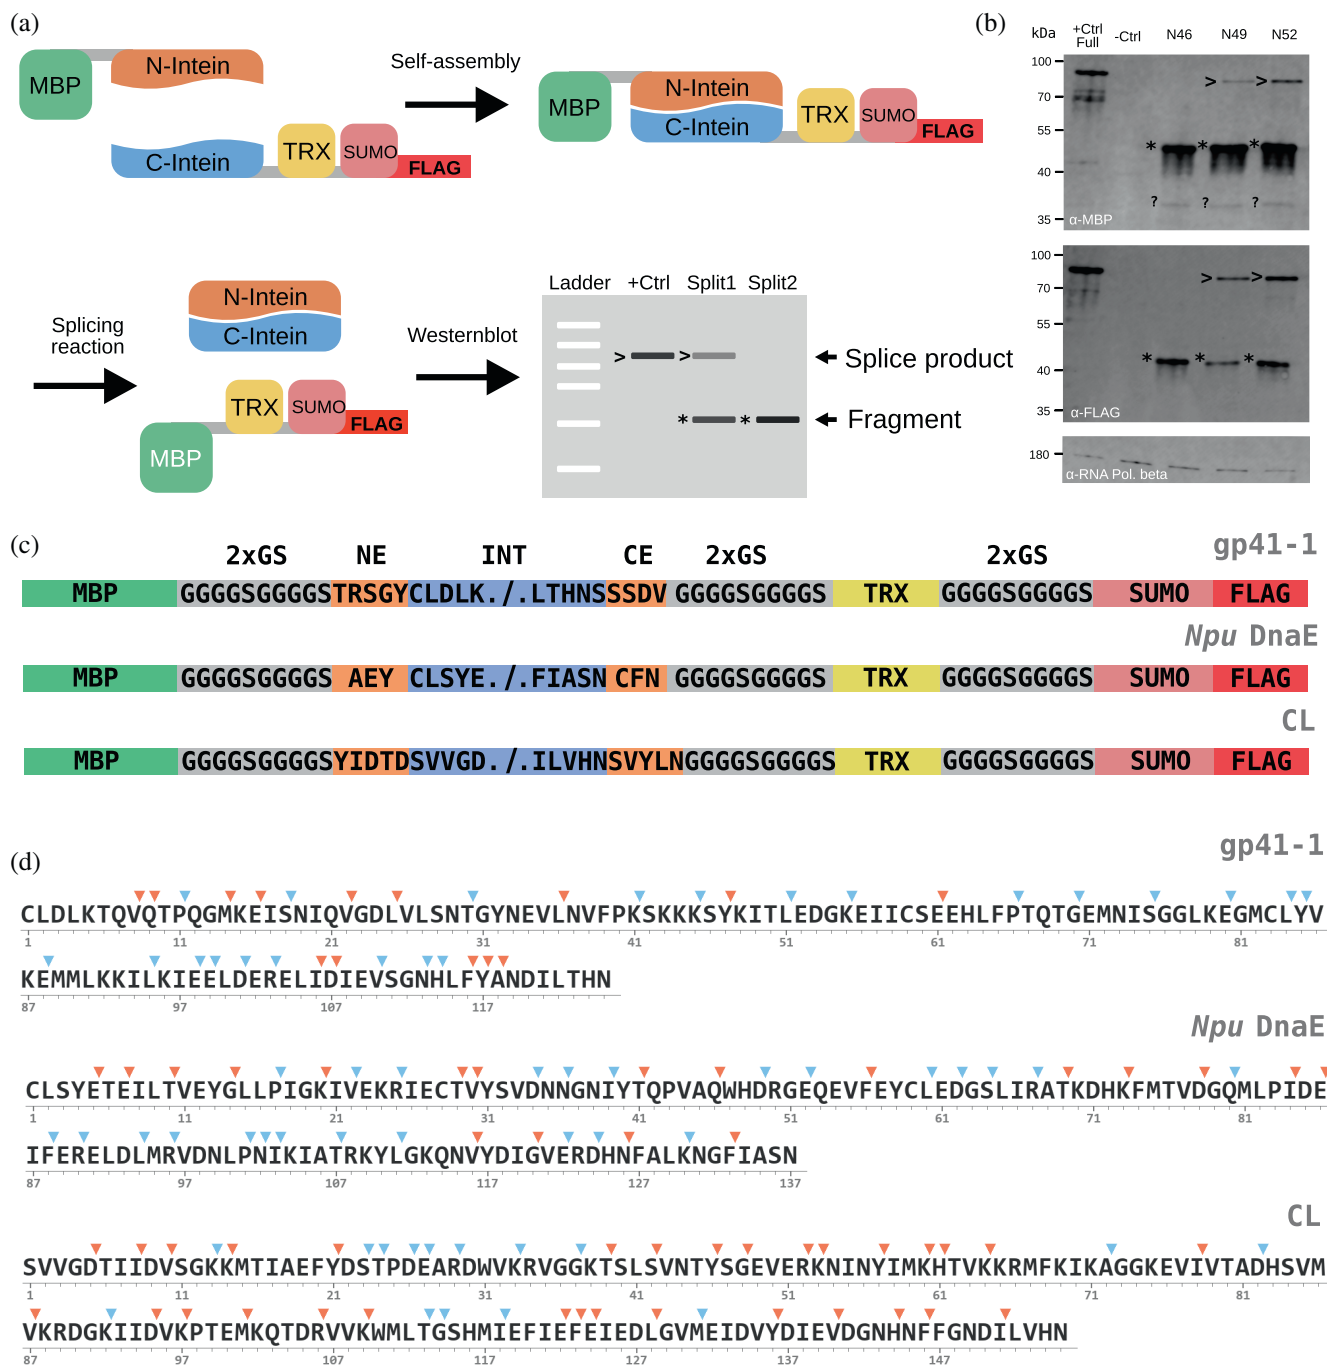 (a)
MBP
N-Intein
C-Intein
TRX
SUMO
FLAG
Self-assembly
MBP
N-Intein
C-Intein
TRX
SUMO
FLAG
Splicing
reaction
N-Intein
C-Intein
TRX
SUMO
FLAG
MBP
Westernblot
Ladder +Ctrl Split1 Split2
> >
* *
Splice product
Fragment
(b)
kDa +Ctrl Full -Ctrl N46 N49 N52
100
70
55
40
35
> >
* * *
? ? ?
α-MBP
100
70
55
40
35
> >
* * *
α-FLAG
180
α-RNA Pol. beta
(c)
2xGS NE INT CE 2xGS 2xGS gp41-1
MBP GGGGSGGGGS TRSGY CLDLK./.LTHNS SSDV GGGGSGGGGS TRX GGGGSGGGGS SUMO FLAG
Npu DnaE
MBP GGGGSGGGGS AEY CLSYE./.FIASN CFN GGGGSGGGGS TRX GGGGSGGGGS SUMO FLAG
CL
MBP GGGGSGGGGS YIDTD SVVGD./.ILVHN SVYLN GGGGSGGGGS TRX GGGGSGGGGS SUMO FLAG
(d)
gp41-1
CLDLKTQVQTPQGMKEISNIQVGDLVLSNTGYNEVLNVFPKSKKKSYKITLEDGKEIICSEEHLFPTQTGEMNISGGLKEGMCLYV
1 11 21 31 41 51 61 71 81
KEMMLKKILKIEELDERELIDIEVSGNHLFYANDILTHN
87 97 107 117
Npu DnaE
CLSYETEILTVEYGLLPIGKIVEKRIECTVYSVDNNGNIYTQPVAQWHDRGEQEVFEYCLEDGSLIRATKDHKFMTVDGQMLPIDE
1 11 21 31 41 51 61 71 81
IFERELDLMRVDNLPNIKIATRKYLGKQNVYDIGVERDHNFALKNGFIASN
87 97 107 117 127 137
CL
SVVGDTIIDVSGKKMTIAEFYDSTPDEARDWVKRVGGKTSLSVNTYSGEVERKNINYIMKHTVKKRMFKIKAGGKEVIVTADHSVM
1 11 21 31 41 51 61 71 81
VKRDGKIIDVKPTEMKQTDRVVKWMLTGSHMIEFIEFEIEDLGVMEIDVYDIEVDGNHNFFGNDILVHN
87 97 107 117 127 137 147